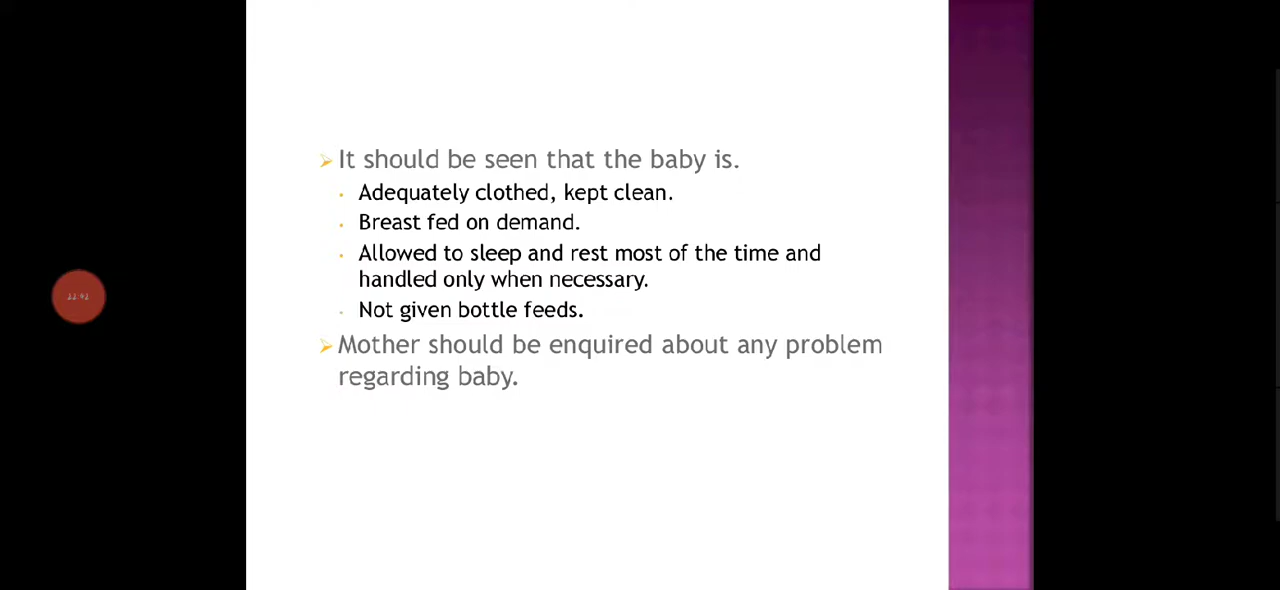 It should be seen that the baby is.
Adequately clothed, kept clean.
Breast fed on demand.
Allowed to sleep and rest most of the time and
handled only when necessary.
Not given bottle feeds.
Mother should be enquired about any problem
regarding baby.